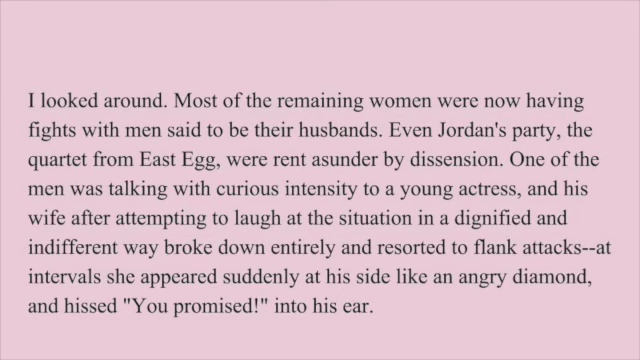 I looked around. Most of the remaining women were now having
fights with men said to be their husbands. Even Jordan's party, the
quartet from East Egg, were rent asunder by dissension. One of the
men was talking with curious intensity to a young actress, and his
wife after attempting to laugh at the situation in a dignified and
indifferent way broke down entirely and resorted to flank attacks--at
intervals she appeared suddenly at his side like an angry diamond,
and hissed "You promised!" into his ear.